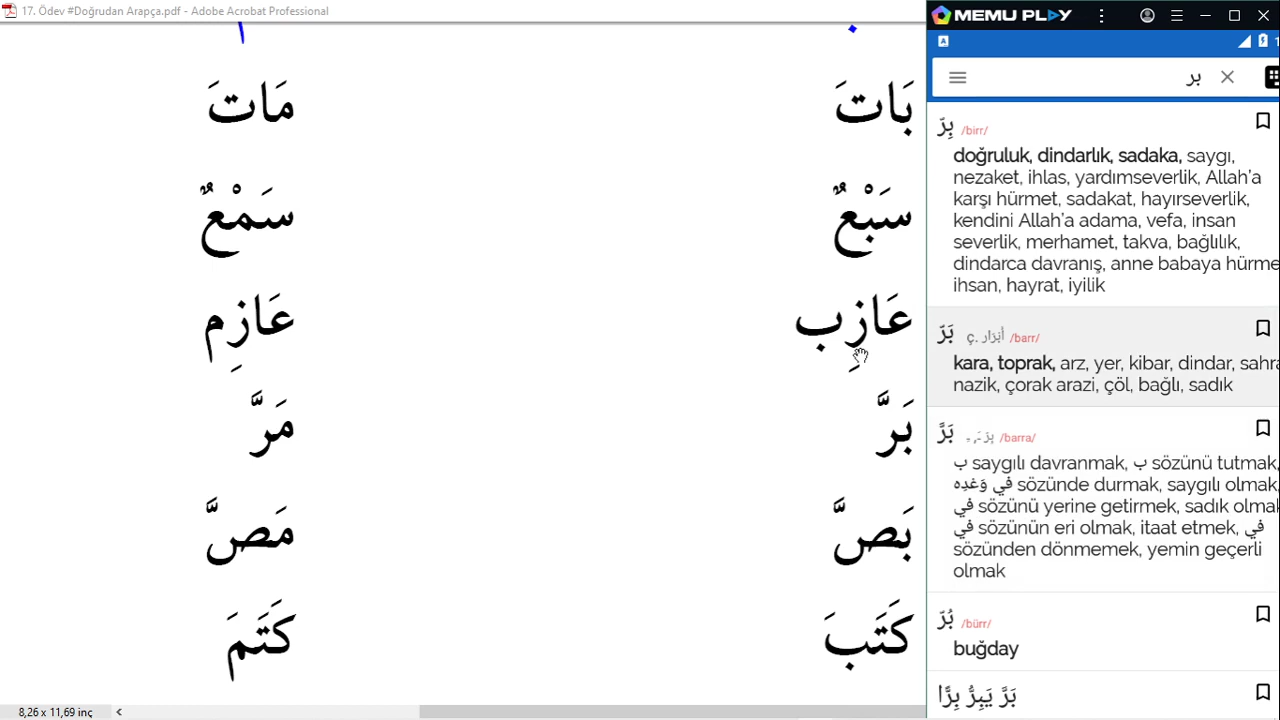 17. Ödev #Doğrudan Arapça.pdf - Adobe Acrobat Professional
بَاتَ مَاتَ
سَبْعٌ سَمْعٌ
عَازِب عَازِم
بَرَّ مَرَّ
بَصَّ مَصَّ
كَتَبَ كَتَمَ
8,26 x 11,69 inç
MEMU PLAY
بر
بِرّ /birr/
doğruluk, dindarlık, sadaka, saygı,
nezaket, ihlas, yardımseverlik, Allah’a
karşı hürmet, sadakat, hayırseverlik,
kendini Allah’a adama, vefa, insan
severlik, merhamet, takva, bağlılık,
dindarca davranış, anne babaya hürme
ihsan, hayrat, iyilik
بَرّ ç. أَبْرَار /barr/
kara, toprak, arz, yer, kibar, dindar, sahra
nazik, çorak arazi, çöl, bağlı, sadık
بَرَّ /barra/
ب saygılı davranmak, ب sözünü tutmak,
في وَعْدِه sözünde durmak, saygılı olmak,
في sözünü yerine getirmek, sadık olmak
في sözünün eri olmak, itaat etmek, في
sözünden dönmemek, yemin geçerli
olmak
بُرّ /bürr/
buğday
بَرَّ يَبِرُّ بِرًّا